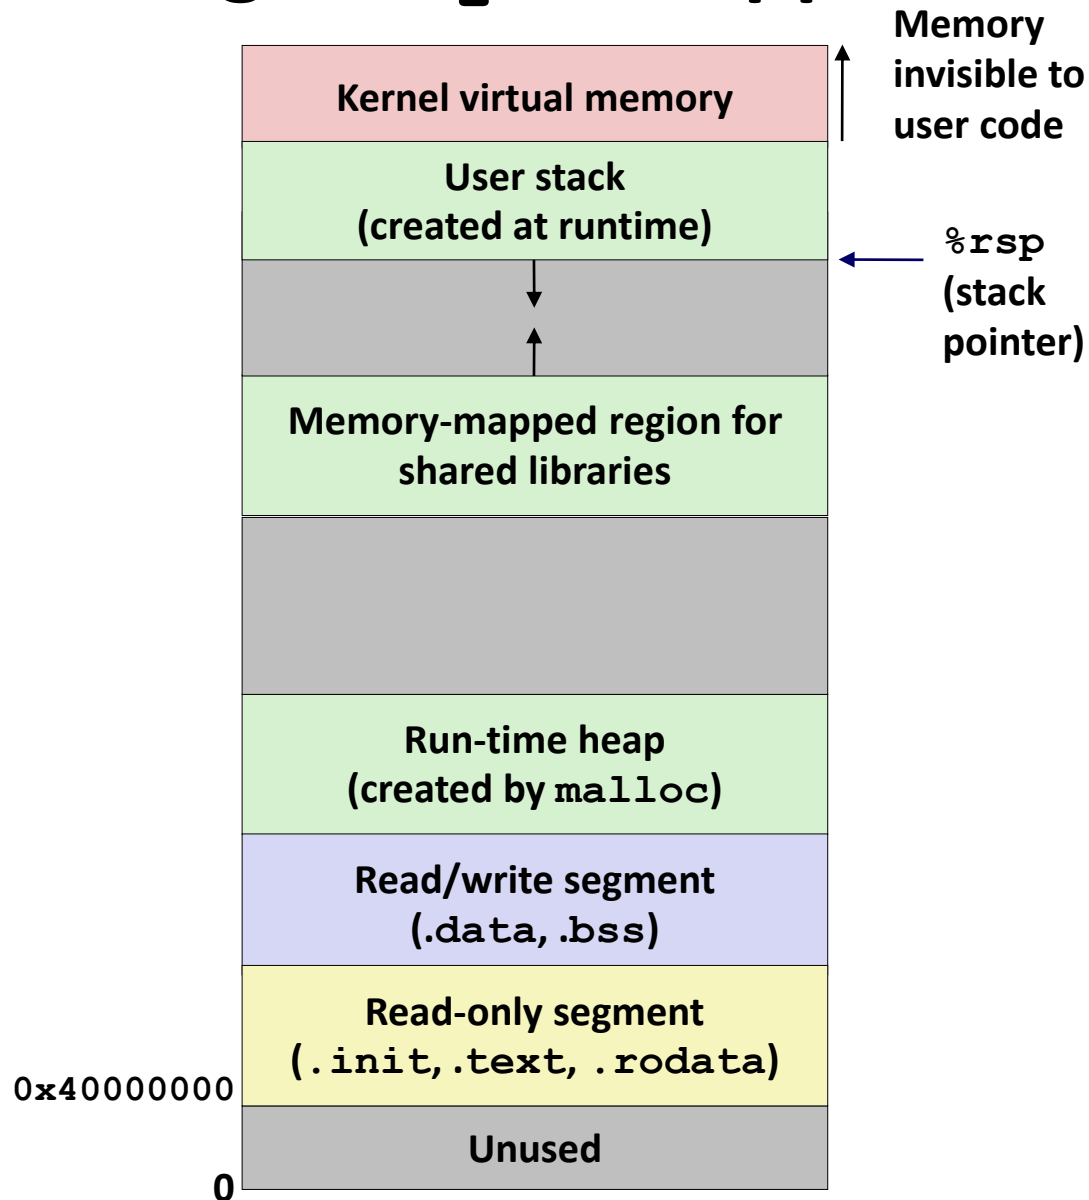 Memory
invisible to
user code
Kernel virtual memory
User stack
(created at runtime)
%rsp
(stack
pointer)
Memory-mapped region for
shared libraries
Run-time heap
(created by malloc)
Read/write segment
(.data, .bss)
Read-only segment
(.init, .text, .rodata)
0x40000000
Unused
0